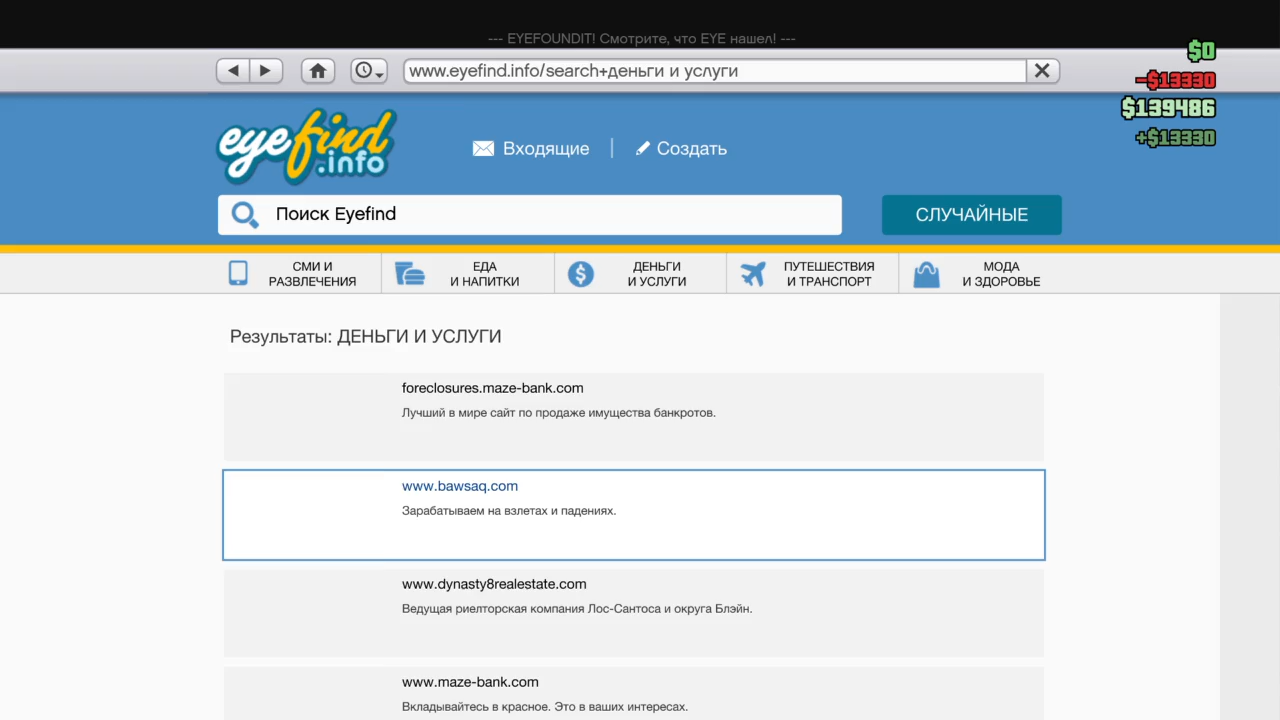 --- EYEFOUNDIT! Смотрите, что EYE нашел! ---
$0
www.eyefind.info/search+деньги и услуги
-$13330
$139486
+$13330
eyefind.info
Входящие | Создать
Поиск Eyefind
СЛУЧАЙНЫЕ
СМИ И РАЗВЛЕЧЕНИЯ
ЕДА И НАПИТКИ
ДЕНЬГИ И УСЛУГИ
ПУТЕШЕСТВИЯ И ТРАНСПОРТ
МОДА И ЗДОРОВЬЕ
Результаты: ДЕНЬГИ И УСЛУГИ
foreclosures.maze-bank.com
Лучший в мире сайт по продаже имущества банкротов.
www.bawsaq.com
Зарабатываем на взлетах и падениях.
www.dynasty8realestate.com
Ведущая риелторская компания Лос-Сантоса и округа Блэйн.
www.maze-bank.com
Вкладывайтесь в красное. Это в ваших интересах.